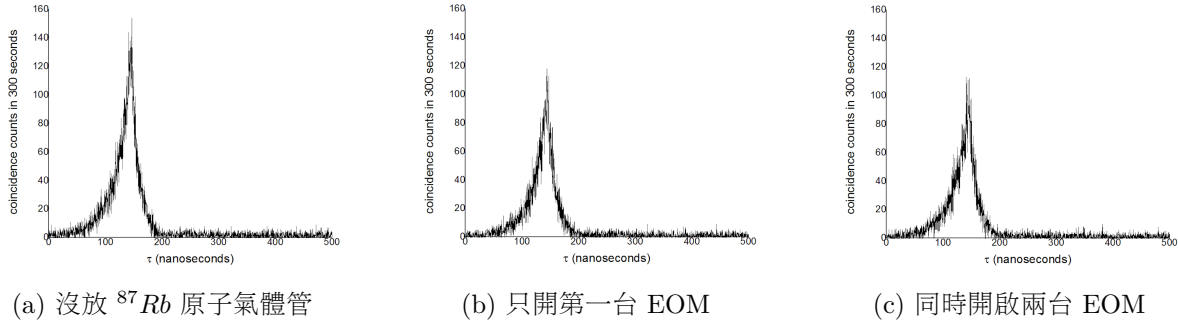 160
140
120
100
80
60
40
20
0
coincidence counts in 300 seconds
0 100 200 300 400 500
τ (nanoseconds)
(a) 沒放 ⁸⁷Rb 原子氣體管
160
140
120
100
80
60
40
20
0
coincidence counts in 300 seconds
0 100 200 300 400 500
τ (nanoseconds)
(b) 只開第一台 EOM
160
140
120
100
80
60
40
20
0
coincidence counts in 300 seconds
0 100 200 300 400 500
τ (nanoseconds)
(c) 同時開啟兩台 EOM